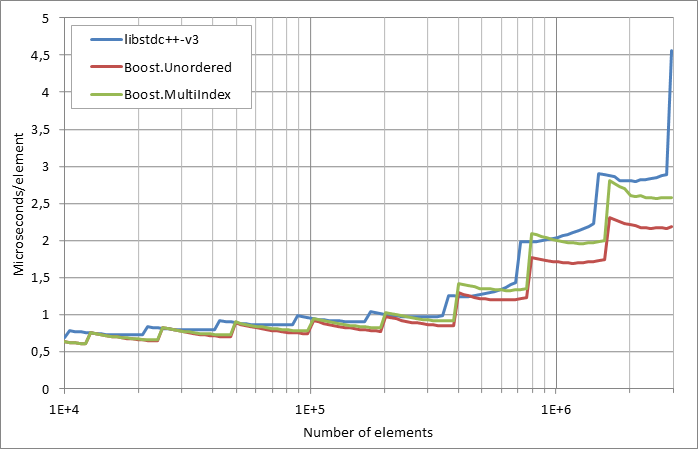 5
4,5
4
3,5
3
2,5
2
1,5
1
0,5
0
Microseconds/element
libstdc++-v3
Boost.Unordered
Boost.MultiIndex
1E+4
1E+5
1E+6
Number of elements